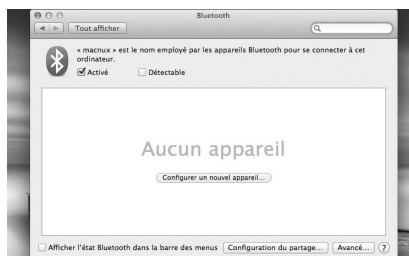 Bluetooth
Tout afficher
« macnux » est le nom employé par les appareils Bluetooth pour se connecter à cet
ordinateur.
Activé
Détectable
Aucun appareil
Configurer un nouvel appareil...
Afficher l'état Bluetooth dans la barre des menus
Configuration du partage...
Avancé...
?